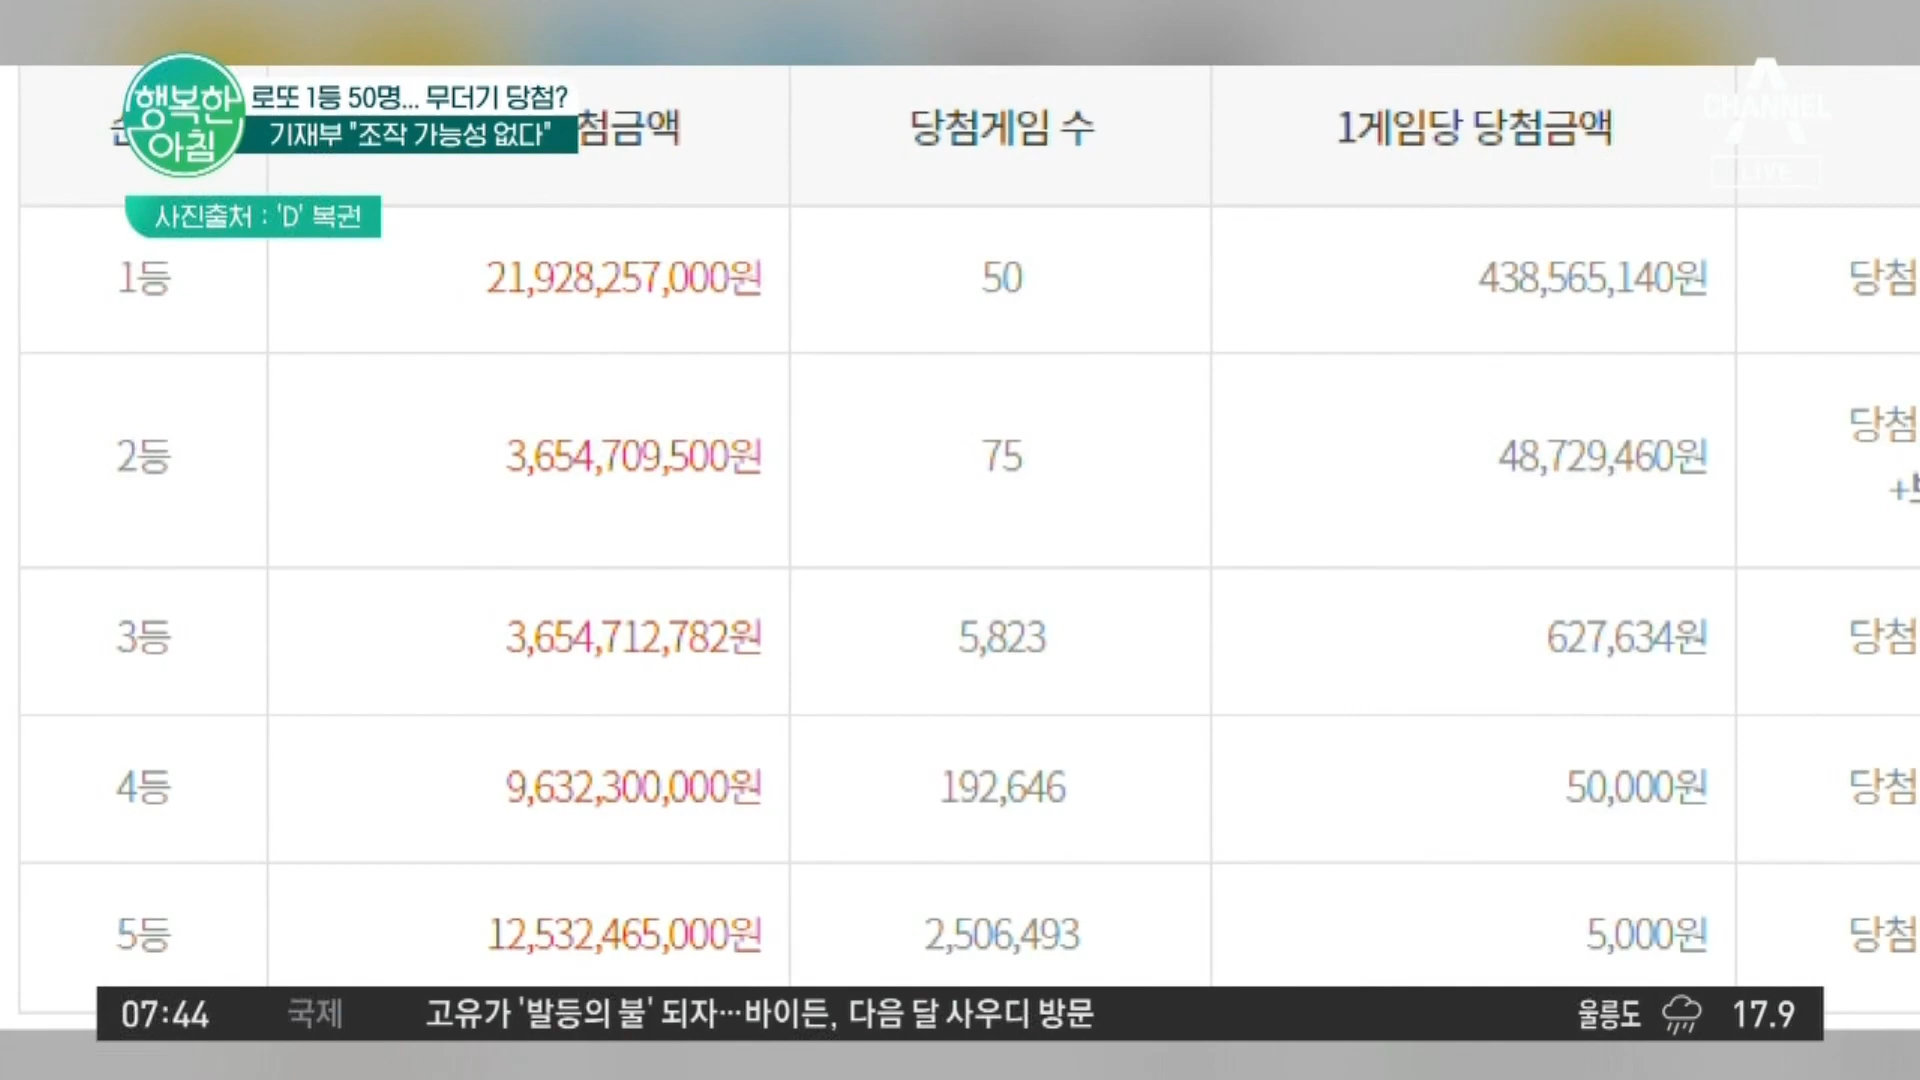 행복한
아침
로또 1등 50명... 무더기 당첨?
기재부 "조작 가능성 없다"
사진출처 : 'D' 복권
CHANNEL A
LIVE
첨금액 당첨게임 수 1게임당 당첨금액
1등 21,928,257,000원 50 438,565,140원 당첨
2등 3,654,709,500원 75 48,729,460원 당첨
3등 3,654,712,782원 5,823 627,634원 당첨
4등 9,632,300,000원 192,646 50,000원 당첨
5등 12,532,465,000원 2,506,493 5,000원 당첨
07:44 국제 고유가 '발등의 불' 되자…바이든, 다음 달 사우디 방문 울릉도 17.9